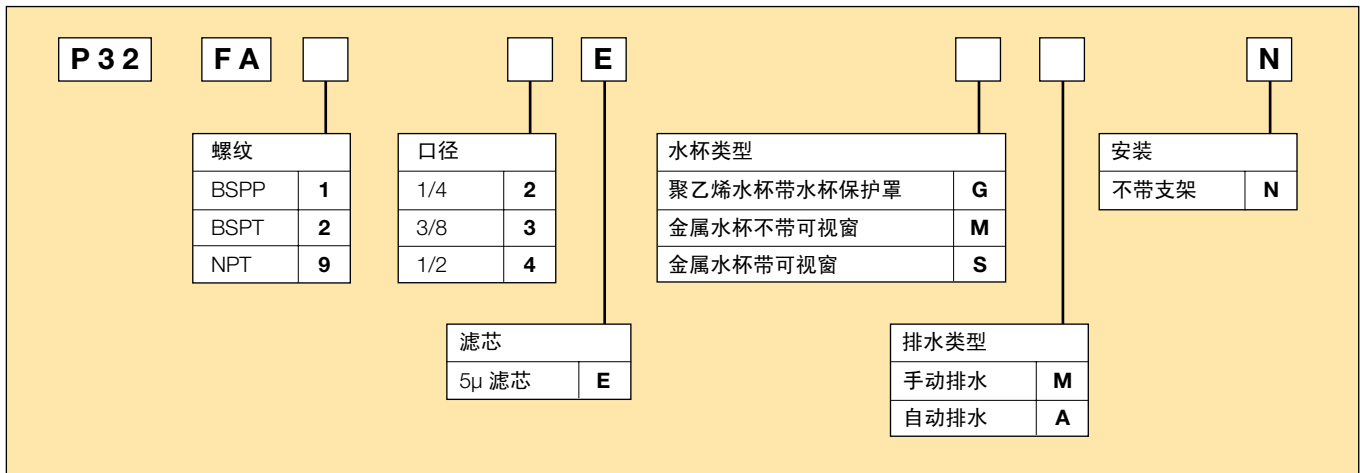 P32 FA E N
螺纹
BSPP 1
BSPT 2
NPT 9
口径
1/4 2
3/8 3
1/2 4
水杯类型
聚乙烯水杯带水杯保护罩 G
金属水杯不带可视窗 M
金属水杯带可视窗 S
安装
不带支架 N
滤芯
5μ 滤芯 E
排水类型
手动排水 M
自动排水 A